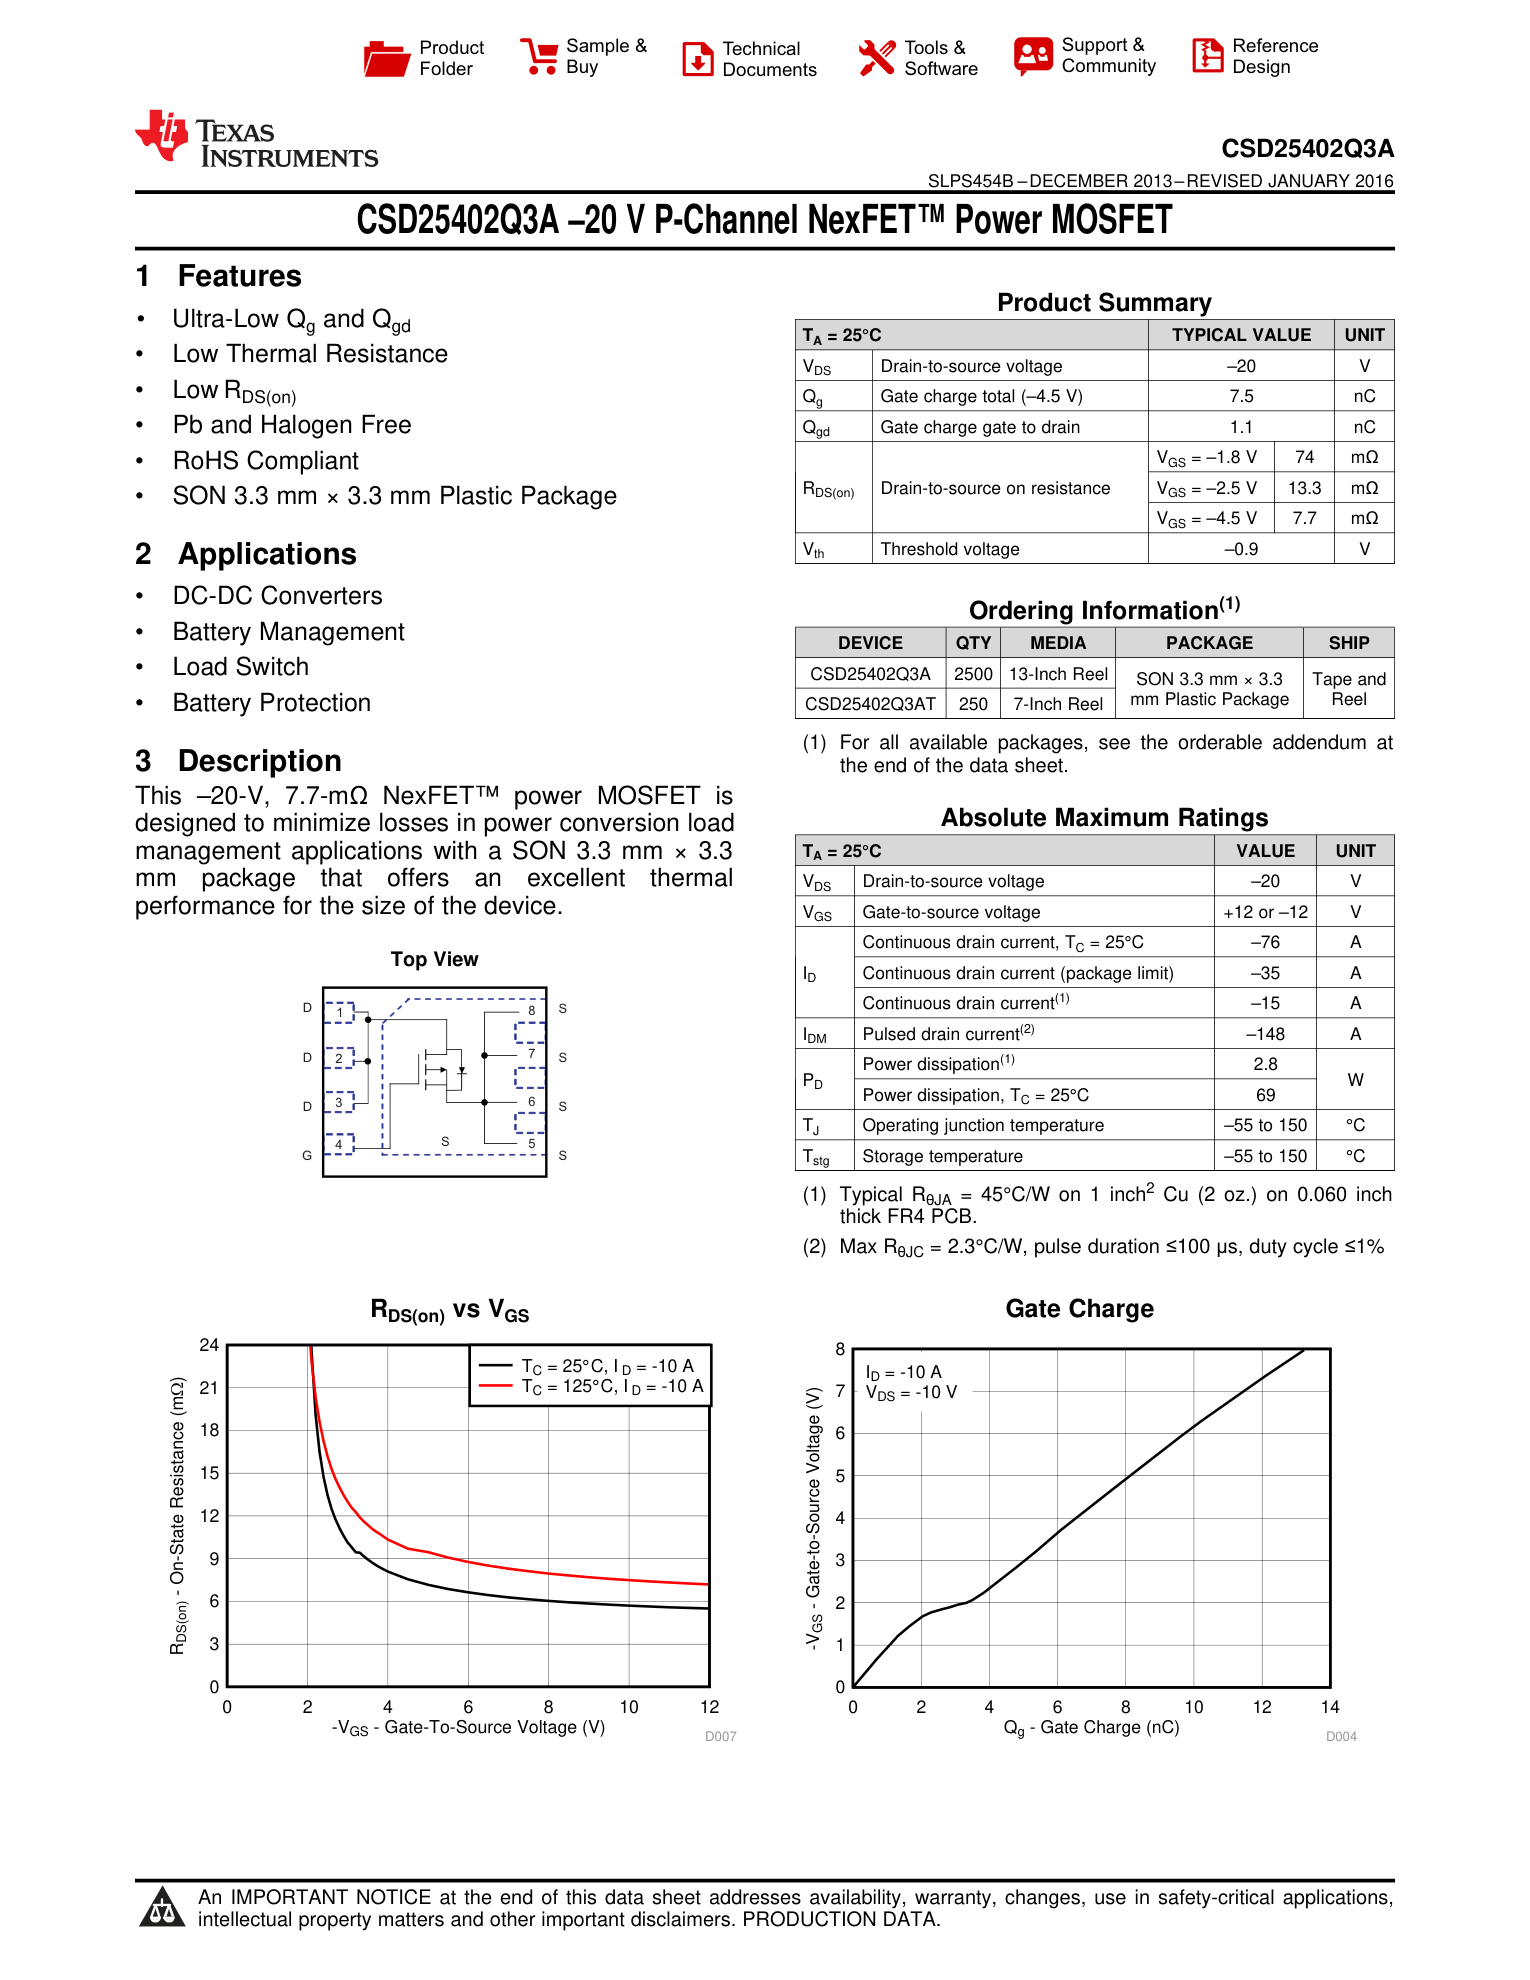 Product
Folder
Sample &
Buy
Technical
Documents
Tools &
Software
Support &
Community
Reference
Design
TEXAS
INSTRUMENTS
CSD25402Q3A
SLPS454B –DECEMBER 2013–REVISED JANUARY 2016
CSD25402Q3A –20 V P-Channel NexFET™ Power MOSFET
1 Features
• Ultra-Low Qg and Qgd
• Low Thermal Resistance
• Low RDS(on)
• Pb and Halogen Free
• RoHS Compliant
• SON 3.3 mm × 3.3 mm Plastic Package
2 Applications
• DC-DC Converters
• Battery Management
• Load Switch
• Battery Protection
3 Description
This –20-V, 7.7-mΩ NexFET™ power MOSFET is
designed to minimize losses in power conversion load
management applications with a SON 3.3 mm × 3.3
mm package that offers an excellent thermal
performance for the size of the device.
Top View
D 1 8 S
D 2 7 S
D 3 6 S
G 4 S 5 S
Product Summary
TA = 25°C TYPICAL VALUE UNIT
VDS Drain-to-source voltage –20 V
Qg Gate charge total (–4.5 V) 7.5 nC
Qgd Gate charge gate to drain 1.1 nC
RDS(on) Drain-to-source on resistance VGS = –1.8 V 74 mΩ
VGS = –2.5 V 13.3 mΩ
VGS = –4.5 V 7.7 mΩ
Vth Threshold voltage –0.9 V
Ordering Information(1)
DEVICE QTY MEDIA PACKAGE SHIP
CSD25402Q3A 2500 13-Inch Reel SON 3.3 mm × 3.3 mm Plastic Package Tape and Reel
CSD25402Q3AT 250 7-Inch Reel
(1) For all available packages, see the orderable addendum at
the end of the data sheet.
Absolute Maximum Ratings
TA = 25°C VALUE UNIT
VDS Drain-to-source voltage –20 V
VGS Gate-to-source voltage +12 or –12 V
ID Continuous drain current, TC = 25°C –76 A
Continuous drain current (package limit) –35 A
Continuous drain current(1) –15 A
IDM Pulsed drain current(2) –148 A
PD Power dissipation(1) 2.8 W
Power dissipation, TC = 25°C 69
TJ Operating junction temperature –55 to 150 °C
Tstg Storage temperature –55 to 150 °C
(1) Typical RθJA = 45°C/W on 1 inch2 Cu (2 oz.) on 0.060 inch
thick FR4 PCB.
(2) Max RθJC = 2.3°C/W, pulse duration ≤100 µs, duty cycle ≤1%
RDS(on) vs VGS
TC = 25°C, I D = -10 A
TC = 125°C, I D = -10 A
RDS(on) - On-State Resistance (mΩ)
24
21
18
15
12
9
6
3
0
0 2 4 6 8 10 12
-VGS - Gate-To-Source Voltage (V)
D007
Gate Charge
ID = -10 A
VDS = -10 V
-VGS - Gate-to-Source Voltage (V)
8
7
6
5
4
3
2
1
0
0 2 4 6 8 10 12 14
Qg - Gate Charge (nC)
D004
An IMPORTANT NOTICE at the end of this data sheet addresses availability, warranty, changes, use in safety-critical applications,
intellectual property matters and other important disclaimers. PRODUCTION DATA.